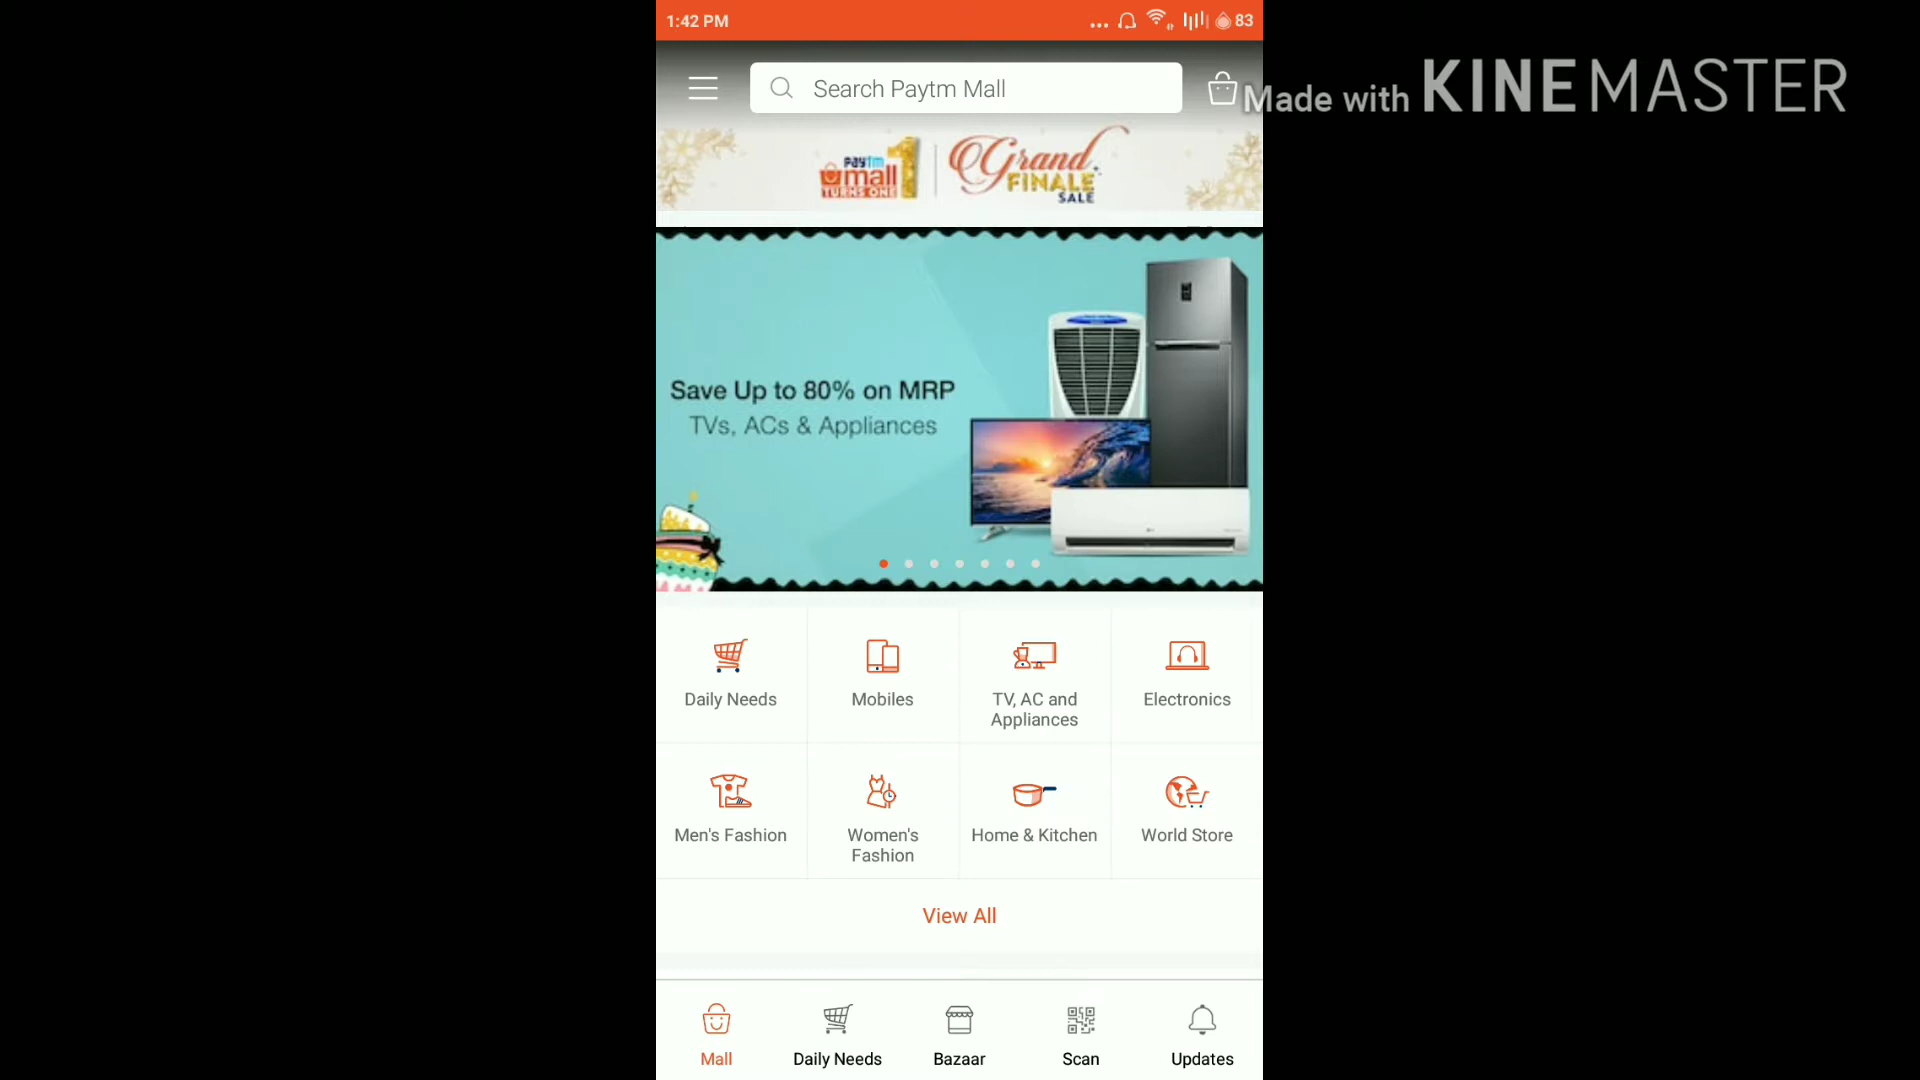 1:42 PM
83
Search Paytm Mall
Made with KINEMASTER
paytm
mall
TURNS ONE
1
Grand
FINALE
SALE
Save Up to 80% on MRP
TVs, ACs & Appliances
Daily Needs
Mobiles
TV, AC and
Appliances
Electronics
Men's Fashion
Women's
Fashion
Home & Kitchen
World Store
View All
Mall
Daily Needs
Bazaar
Scan
Updates